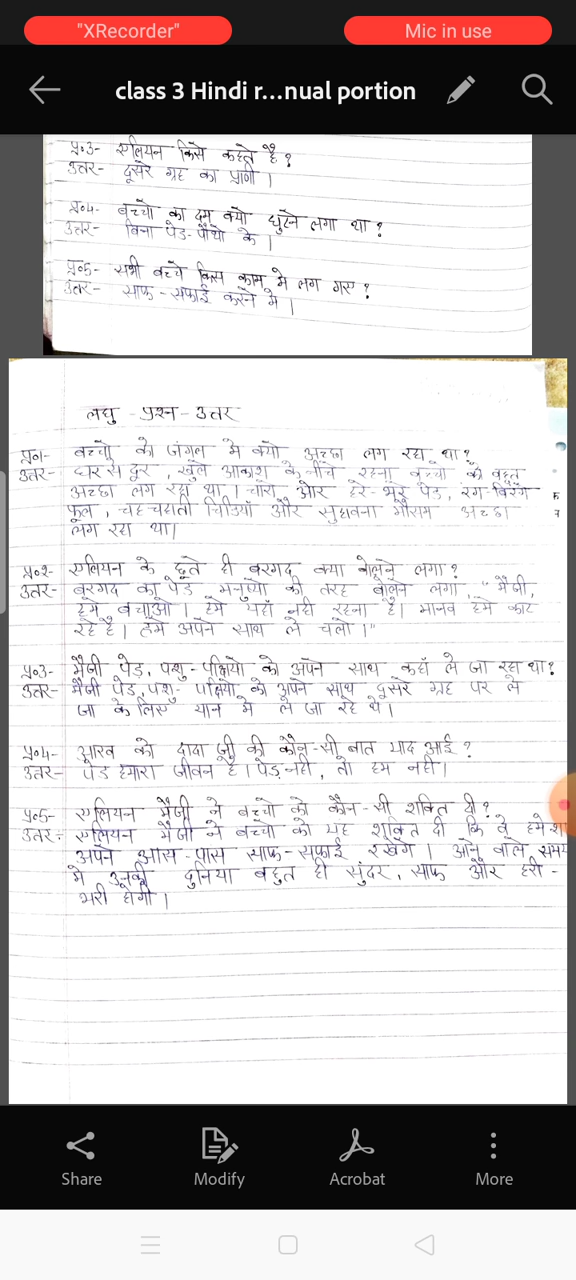 "XRecorder"
Mic in use
class 3 Hindi r...nual portion
प्र०3- एलियन किसे कहते है ?
उत्तर- दूसरे ग्रह का प्राणी ।
प्र०4- बच्चो का दम क्यो घुटने लगा था ?
उत्तर- बिना पेड़-पौधो के ।
प्र०5- सभी बच्चे किस काम मे लग गए ?
उत्तर- साफ-सफाई करने मे ।
लघु - प्रश्न - उत्तर
प्र०1- बच्चो को जंगल मे क्यो अच्छा लग रहा था ?
उत्तर- घर से दूर, खुले आकाश के नीचे रहना बच्चो को बहुत
अच्छा लग रहा था । चारो और हरे-भरे पेड़, रंग-बिरंगे
फूल, चह-चहाती चिडियाँ और सुहावना मौसम अच्छा
लग रहा था।
प्र०2- एलियन के छूते ही बरगद क्या बोलने लगा ?
उत्तर- बरगद का पेड़ मनुष्यो की तरह बोलने लगा, "मैजी,
हमे बचाओ । हमे यहाँ नही रहना है। मानव हमे काट
रहे है । हमे अपने साथ ले चलो।"
प्र०3- मैजी पेड़, पशु-पक्षियो को अपने साथ कहाँ ले जा रहा था?
उत्तर- मैजी पेड़, पशु- पक्षियो को अपने साथ दूसरे ग्रह पर ले
जा के लिए यान मे ले जा रहे थे।
प्र०4- आरव को दादा जी की कौन-सी बात याद आई ?
उत्तर- पेड़ हमारा जीवन है । पेड़ नही, तो हम नही।
प्र०5- एलियन मैजी ने बच्चो को कौन-सी शक्ति दी ?
उत्तर- एलियन मैजी ने बच्चो को यह शक्ति दी कि वे हमेशा
अपने आस-पास साफ-सफाई रखेगे । आने वाले समय
मे उनकी दुनिया बहुत ही सुंदर, साफ और हरी-
भरी होगी ।
Share
Modify
Acrobat
More